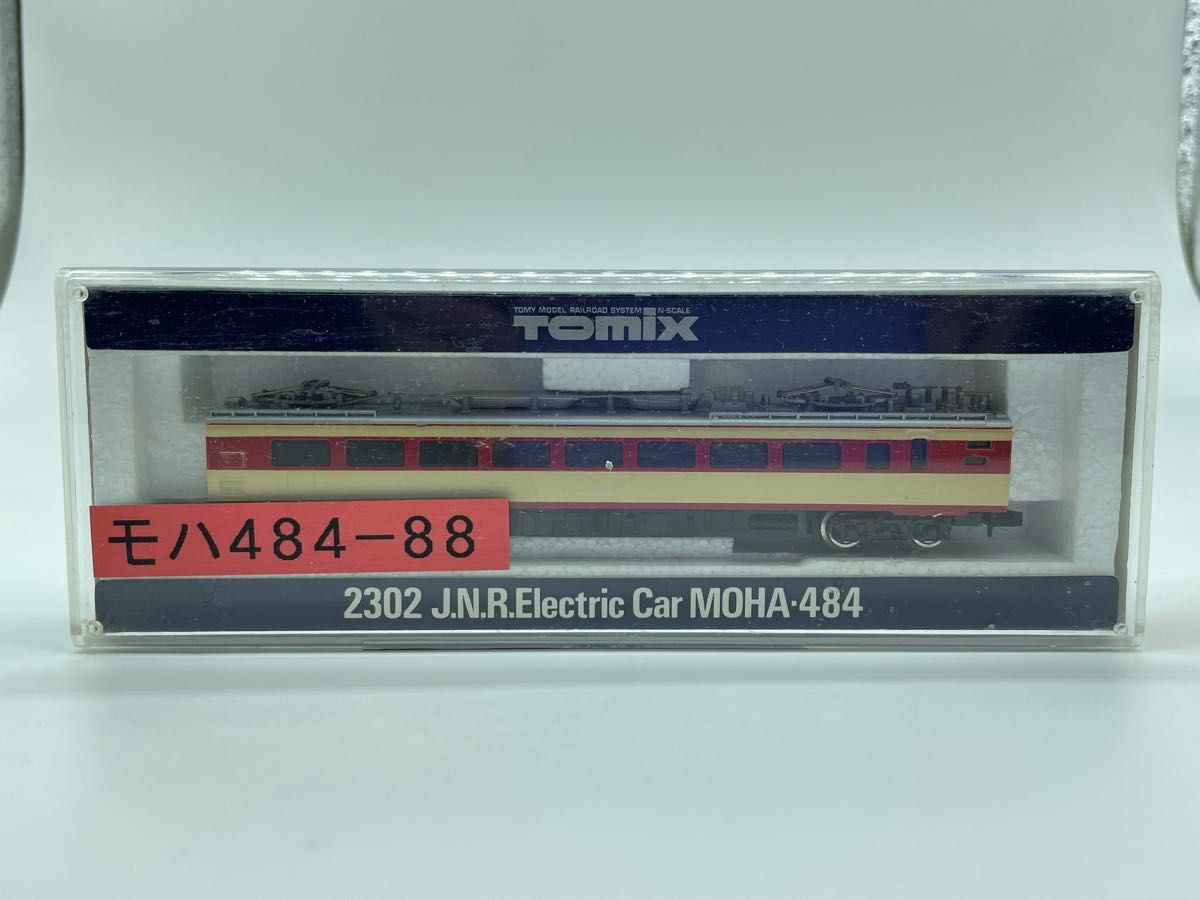 TOMY MODEL RAILROAD SYSTEM N-SCALE
TOMIX
モハ484-88
2302 J.N.R.Electric Car MOHA·484